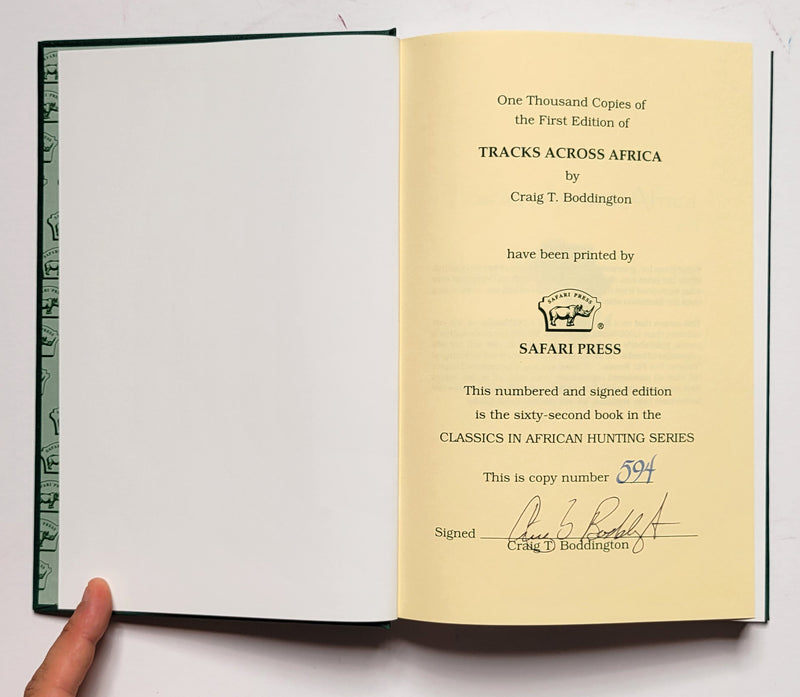 One Thousand Copies of
the First Edition of
TRACKS ACROSS AFRICA
by
Craig T. Boddington
have been printed by
SAFARI PRESS
®
SAFARI PRESS
This numbered and signed edition
is the sixty-second book in the
CLASSICS IN AFRICAN HUNTING SERIES
This is copy number 594
Signed Craig T Boddington
Craig T. Boddington